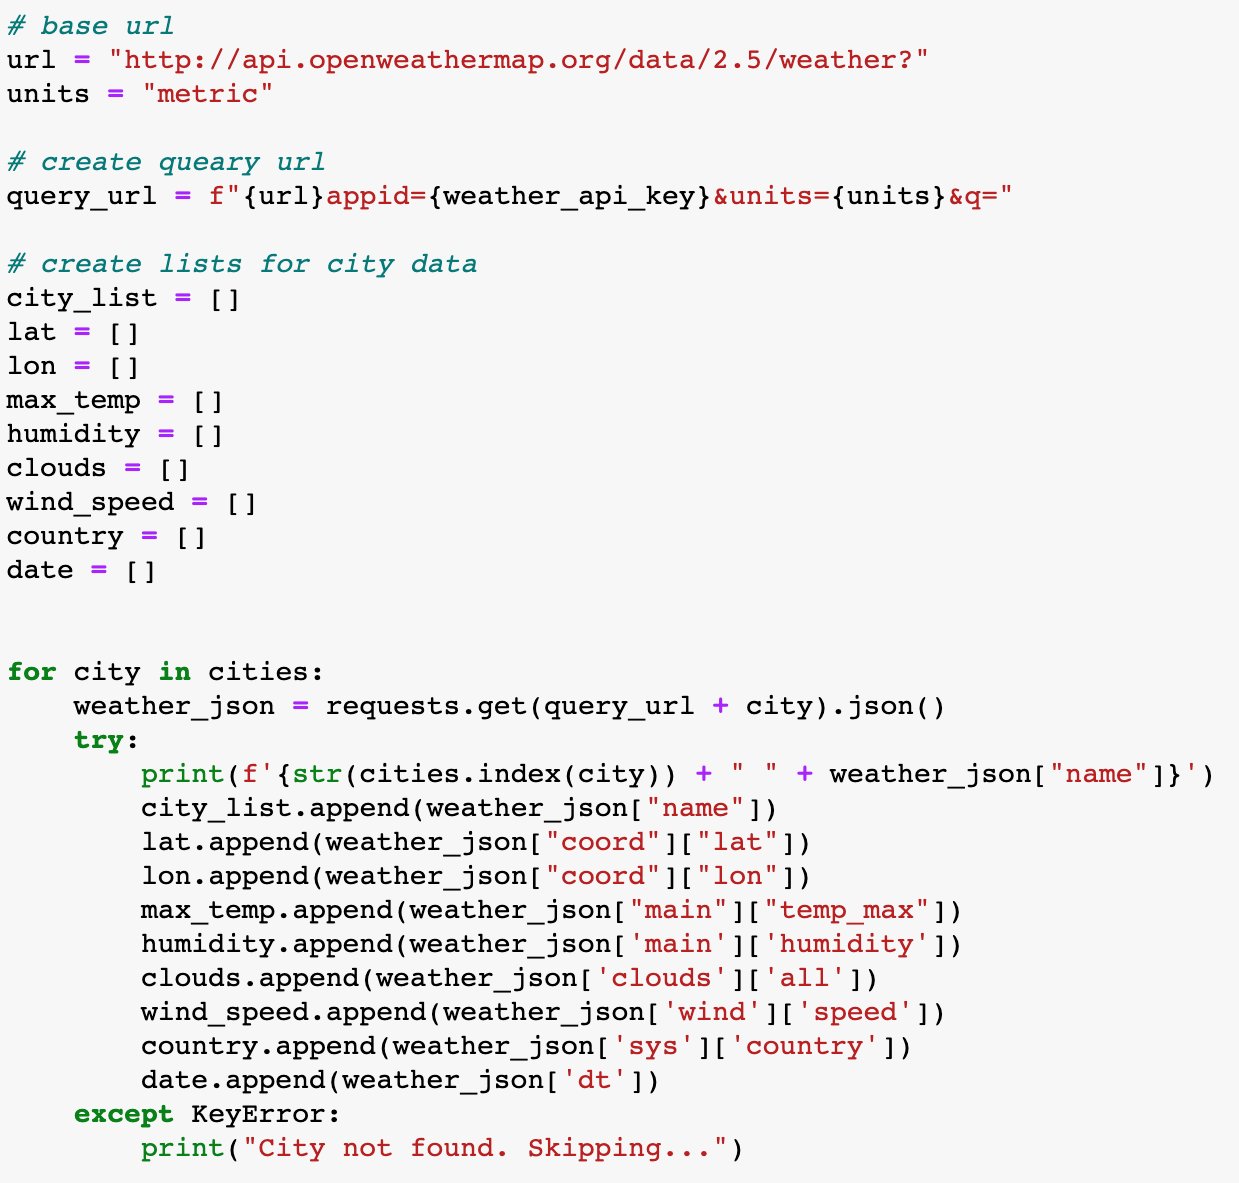 # base url
url = "http://api.openweathermap.org/data/2.5/weather?"
units = "metric"

# create queary url
query_url = f"{url}appid={weather_api_key}&units={units}&q="

# create lists for city data
city_list = []
lat = []
lon = []
max_temp = []
humidity = []
clouds = []
wind_speed = []
country = []
date = []


for city in cities:
    weather_json = requests.get(query_url + city).json()
    try:
        print(f'{str(cities.index(city)) + " " + weather_json["name"]}')
        city_list.append(weather_json["name"])
        lat.append(weather_json["coord"]["lat"])
        lon.append(weather_json["coord"]["lon"])
        max_temp.append(weather_json["main"]["temp_max"])
        humidity.append(weather_json['main']['humidity'])
        clouds.append(weather_json['clouds']['all'])
        wind_speed.append(weather_json['wind']['speed'])
        country.append(weather_json['sys']['country'])
        date.append(weather_json['dt'])
    except KeyError:
        print("City not found. Skipping...")